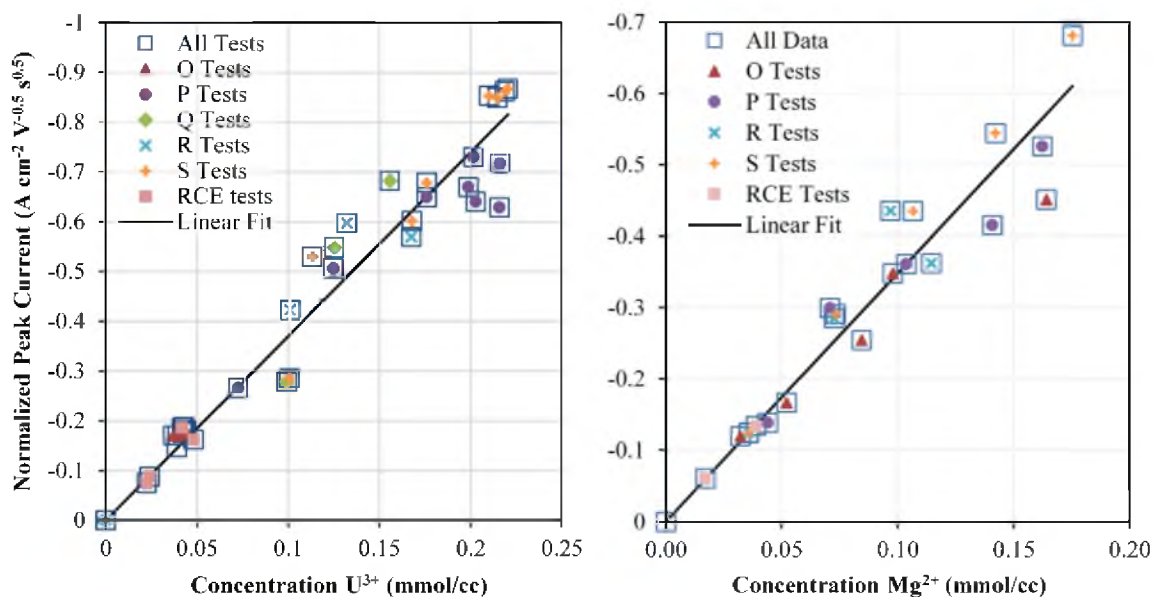 Normalized Peak Current (A cm⁻² V⁻⁰·⁵ s⁰·⁵)
-1
-0.9
-0.8
-0.7
-0.6
-0.5
-0.4
-0.3
-0.2
-0.1
0
All Tests
O Tests
P Tests
Q Tests
R Tests
S Tests
RCE tests
Linear Fit
0
0.05
0.1
0.15
0.2
0.25
Concentration U³⁺ (mmol/cc)
-0.7
-0.6
-0.5
-0.4
-0.3
-0.2
-0.1
0
All Data
O Tests
P Tests
R Tests
S Tests
RCE Tests
Linear Fit
0.00
0.05
0.10
0.15
0.20
Concentration Mg²⁺ (mmol/cc)